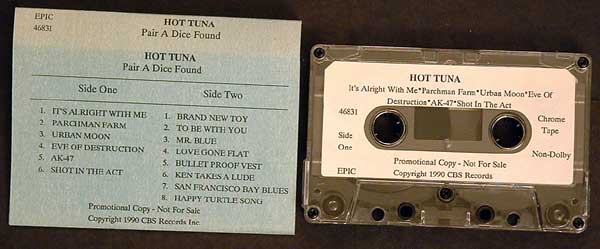 EPIC
46831
HOT TUNA
Pair A Dice Found
HOT TUNA
Pair A Dice Found
Side One
1. IT'S ALRIGHT WITH ME
2. PARCHMAN FARM
3. URBAN MOON
4. EVE OF DESTRUCTION
5. AK-47
6. SHOT IN THE ACT
Side Two
1. BRAND NEW TOY
2. TO BE WITH YOU
3. MR. BLUE
4. LOVE GONE FLAT
5. BULLET PROOF VEST
6. KEN TAKES A LUDE
7. SAN FRANCISCO BAY BLUES
8. HAPPY TURTLE SONG
Promotional Copy - Not For Sale
Copyright 1990 CBS Records Inc.
HOT TUNA
It's Alright With Me*Parchman Farm*Urban Moon*Eve Of
Destruction*AK-47*Shot In The Act
46831
Side
One
Chrome
Tape
Non-Dolby
Promotional Copy - Not For Sale
EPIC
Copyright 1990 CBS Records